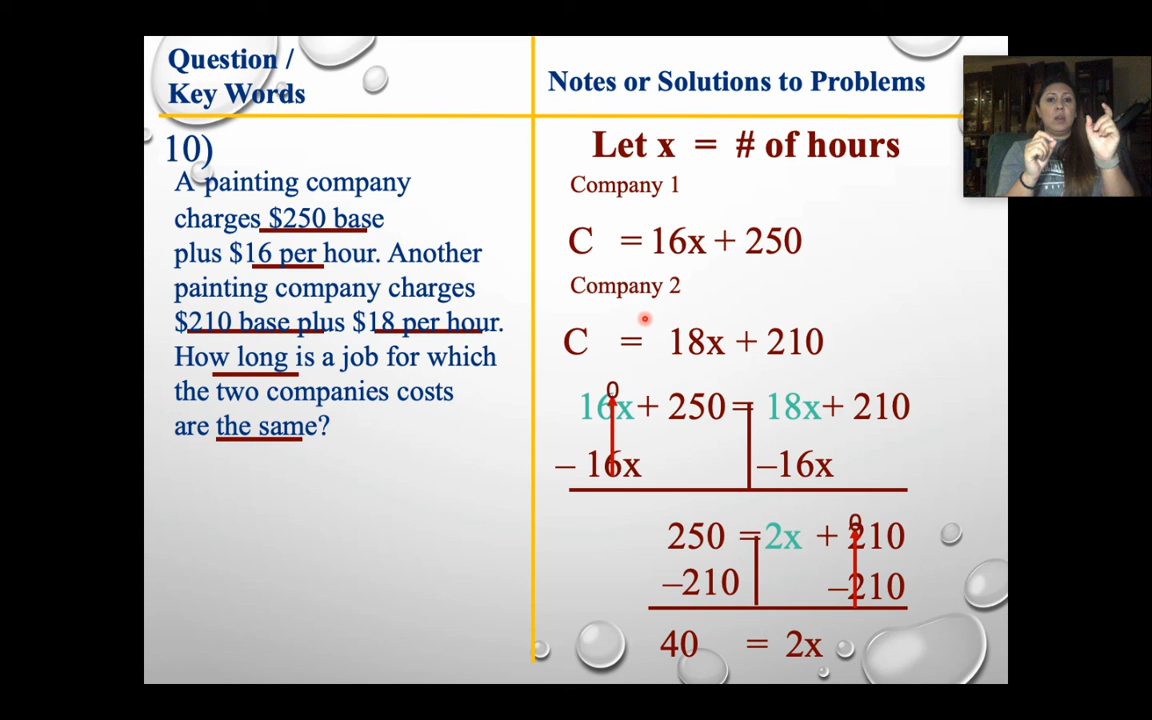 Question /
Key Words
Notes or Solutions to Problems
10)
A painting company
charges $250 base
plus $16 per hour. Another
painting company charges
$210 base plus $18 per hour.
How long is a job for which
the two companies costs
are the same?
Let x = # of hours
Company 1
C = 16x + 250
Company 2
C = 18x + 210
0
16x + 250 = 18x + 210
– 16x –16x
0
250 = 2x + 210
–210 –210
40 = 2x